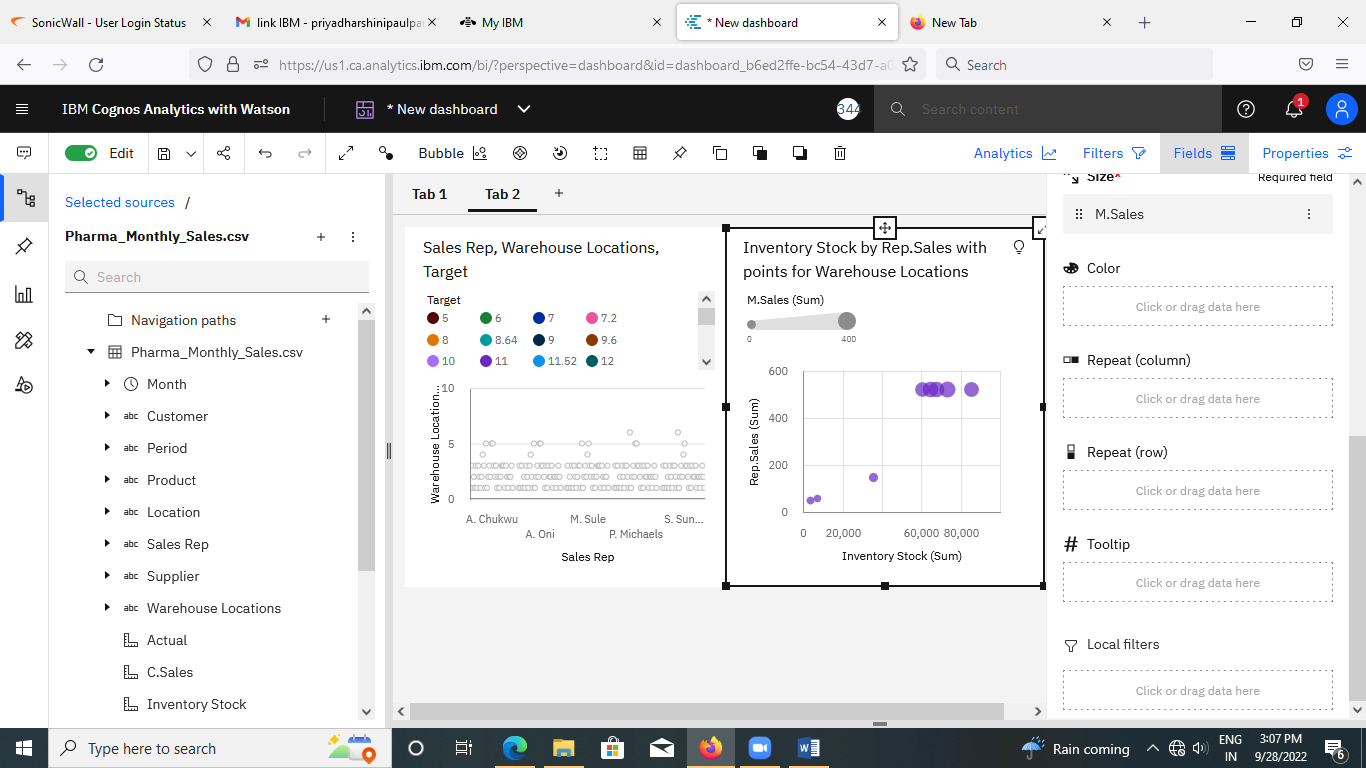 SonicWall - User Login Status
link IBM - priyadharshinipaulpa
My IBM
* New dashboard
New Tab
https://us1.ca.analytics.ibm.com/bi/?perspective=dashboard&id=dashboard_b6ed2ffe-bc54-43d7-a0
Search
IBM Cognos Analytics with Watson
* New dashboard
344
Search content
1
Edit
Bubble
Analytics
Filters
Fields
Properties
Selected sources /
Pharma_Monthly_Sales.csv
Search
Navigation paths
Pharma_Monthly_Sales.csv
Month
abc Customer
abc Period
abc Product
abc Location
abc Sales Rep
abc Supplier
abc Warehouse Locations
Actual
C.Sales
Inventory Stock
Tab 1
Tab 2
Sales Rep, Warehouse Locations,
Target
Target
5 6 7 7.2
8 8.64 9 9.6
10 11 11.52 12
Warehouse Location...
10
5
0
A. Chukwu M. Sule S. Sun...
A. Oni P. Michaels
Sales Rep
Inventory Stock by Rep.Sales with
points for Warehouse Locations
M.Sales (Sum)
0 400
Rep.Sales (Sum)
600
400
200
0
0 20,000 60,000 80,000
Inventory Stock (Sum)
Size* Required field
M.Sales
Color
Click or drag data here
Repeat (column)
Click or drag data here
Repeat (row)
Click or drag data here
Tooltip
Click or drag data here
Local filters
Click or drag data here
Type here to search
Rain coming
ENG
IN
3:07 PM
9/28/2022
6